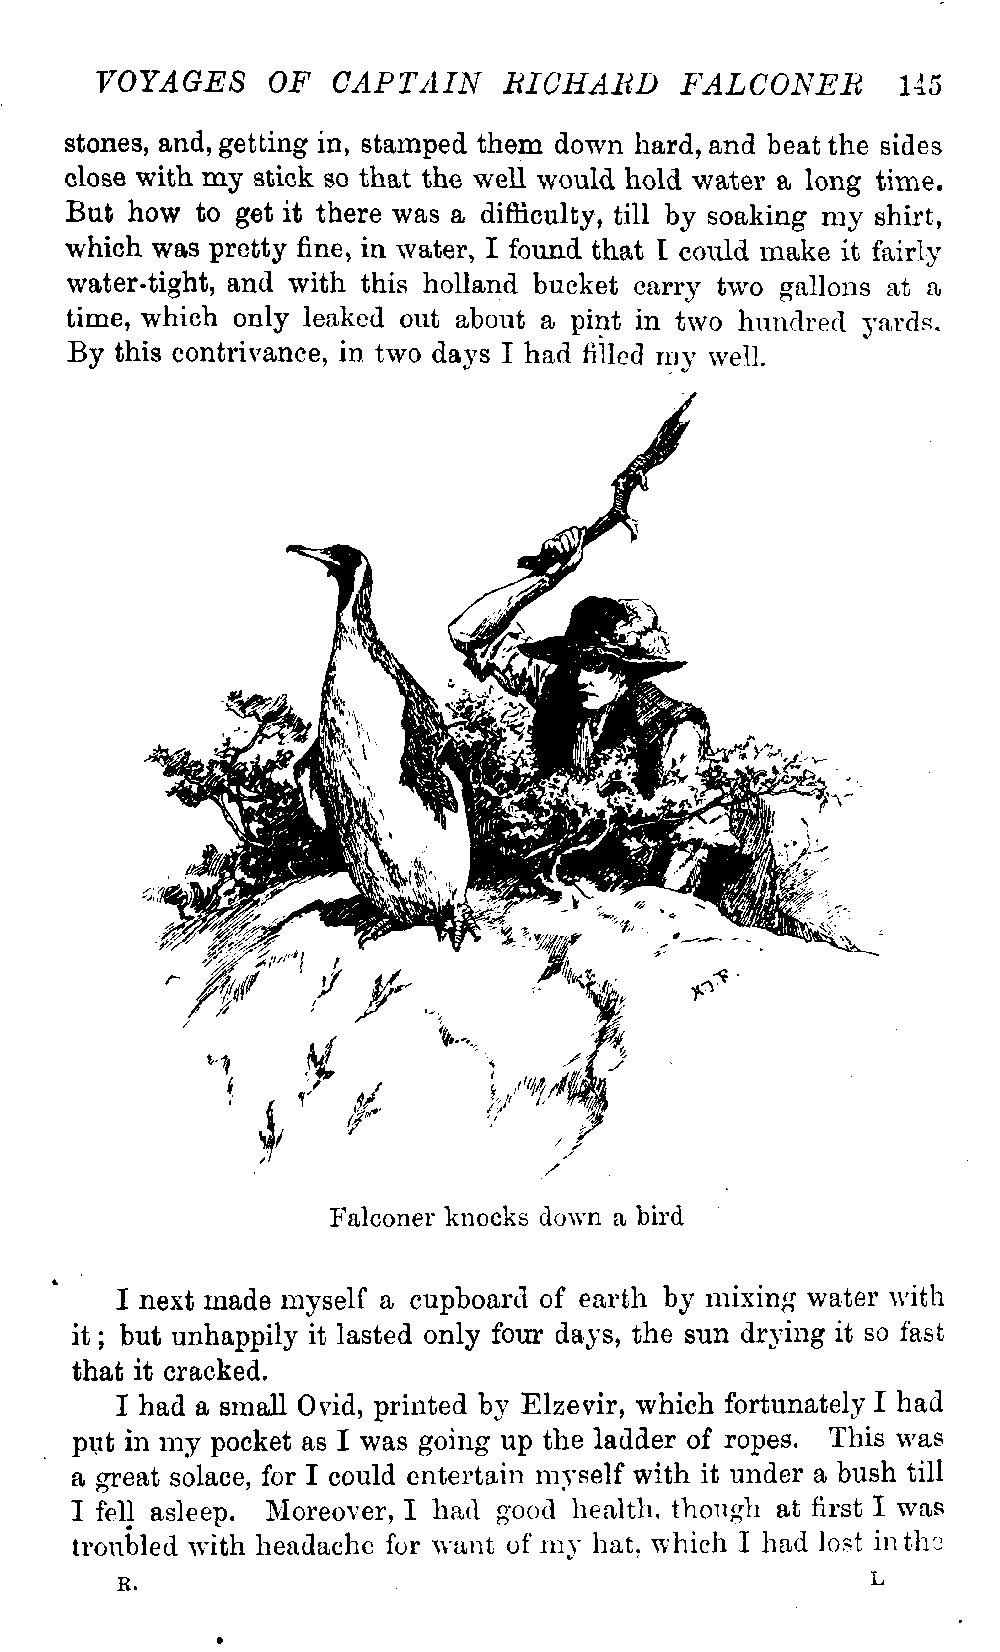 VOYAGES OF CAPTAIN RICHARD FALCONER 145
stones, and, getting in, stamped them down hard, and beat the sides
close with my stick so that the well would hold water a long time.
But how to get it there was a difficulty, till by soaking my shirt,
which was pretty fine, in water, I found that I could make it fairly
water-tight, and with this holland bucket carry two gallons at a
time, which only leaked out about a pint in two hundred yards.
By this contrivance, in two days I had filled my well.
H.J.F.
Falconer knocks down a bird
I next made myself a cupboard of earth by mixing water with
it; but unhappily it lasted only four days, the sun drying it so fast
that it cracked.
I had a small Ovid, printed by Elzevir, which fortunately I had
put in my pocket as I was going up the ladder of ropes. This was
a great solace, for I could entertain myself with it under a bush till
I fell asleep. Moreover, I had good health, though at first I was
troubled with headache for want of my hat, which I had lost in the
R. L